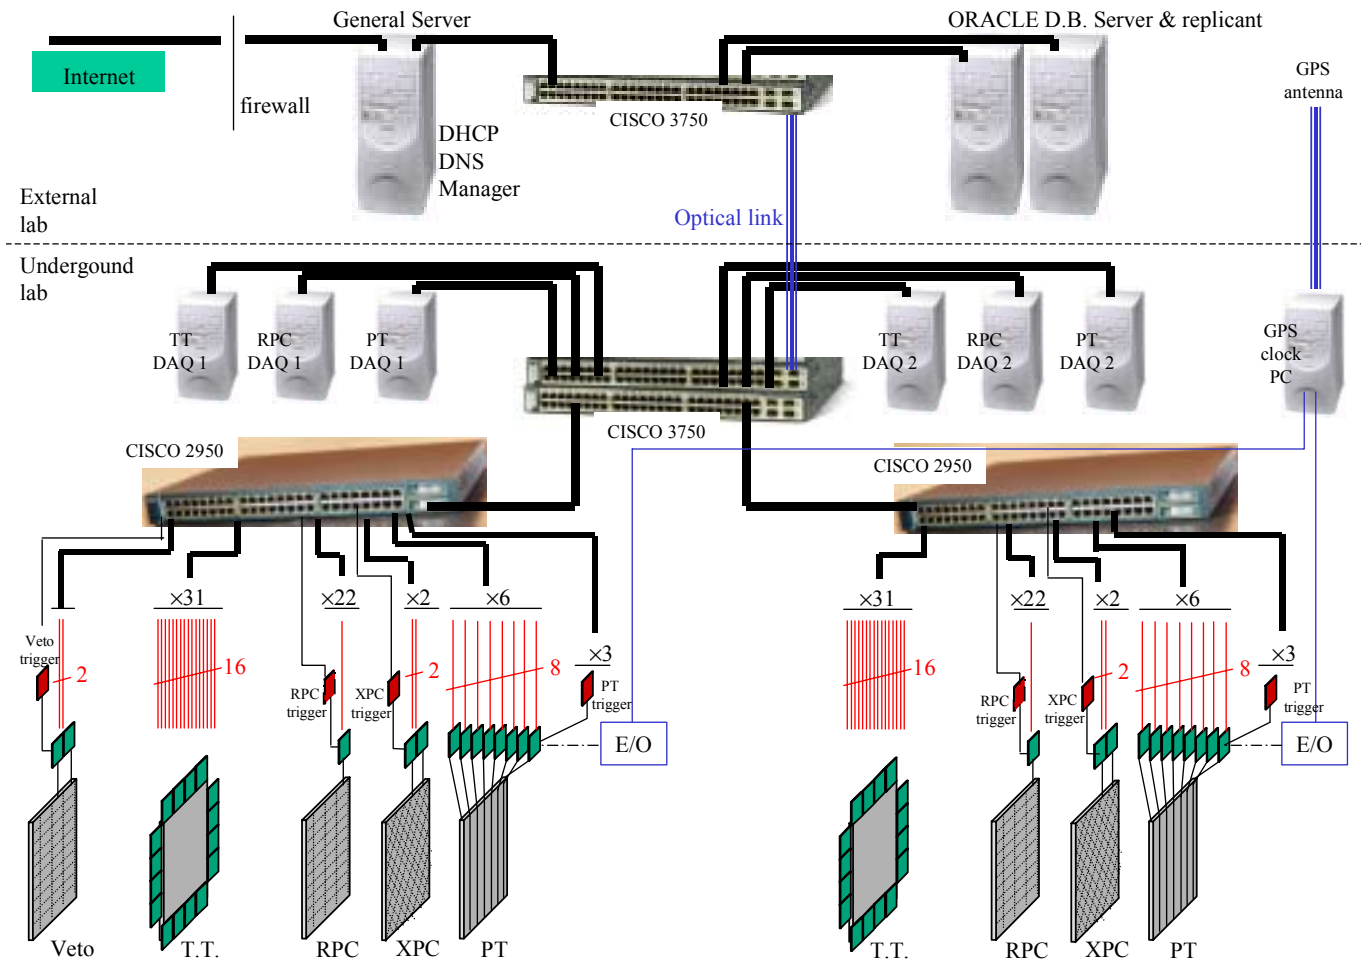 General Server
ORACLE D.B. Server & replicant
Internet
firewall
CISCO 3750
GPS
antenna
DHCP
DNS
Manager
External
lab
Optical link
Undergound
lab
TT
DAQ 1
RPC
DAQ 1
PT
DAQ 1
TT
DAQ 2
RPC
DAQ 2
PT
DAQ 2
GPS
clock
PC
CISCO 3750
CISCO 2950
CISCO 2950
×31
×22
×2
×6
×31
×22
×2
×6
Veto
trigger
2
16
RPC
trigger
XPC
trigger
2
8
×3
PT
trigger
16
RPC
trigger
XPC
trigger
2
8
×3
PT
trigger
E/O
E/O
Veto
T.T.
RPC
XPC
PT
T.T.
RPC
XPC
PT